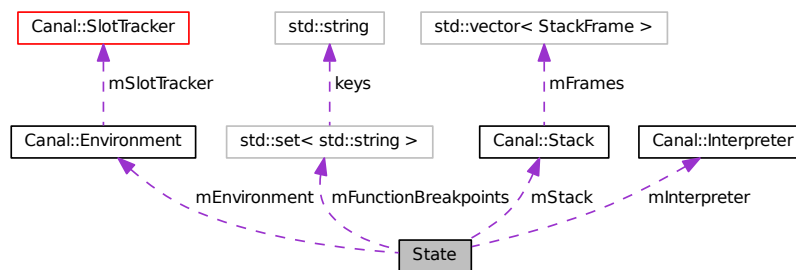 Canal::SlotTracker
std::string
std::vector< StackFrame >
mSlotTracker
keys
mFrames
Canal::Environment
std::set< std::string >
Canal::Stack
Canal::Interpreter
mEnvironment
mFunctionBreakpoints
mStack
mInterpreter
State